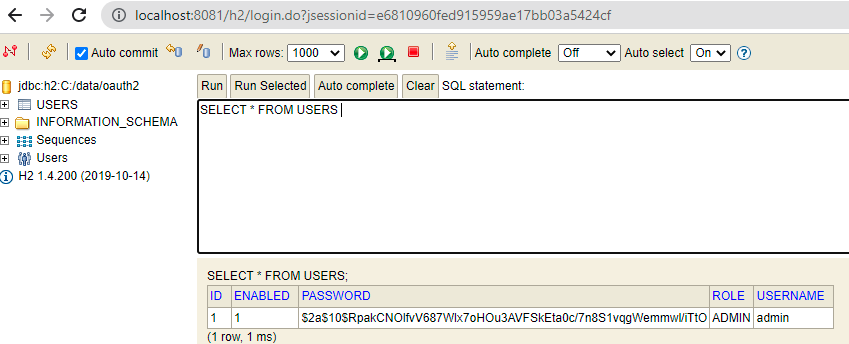 localhost:8081/h2/login.do?jsessionid=e6810960fed915959ae17bb03a5424cf
Auto commit Max rows: 1000 Auto complete Off Auto select On ?
jdbc:h2:C:/data/oauth2
USERS
INFORMATION_SCHEMA
Sequences
Users
H2 1.4.200 (2019-10-14)
Run Run Selected Auto complete Clear SQL statement:
SELECT * FROM USERS
SELECT * FROM USERS;
ID ENABLED PASSWORD ROLE USERNAME
1 1 $2a$10$RpakCNOlfvV687WIx7oHOu3AVFSkEta0c/7n8S1vqgWemmwI/iTtO ADMIN admin
(1 row, 1 ms)